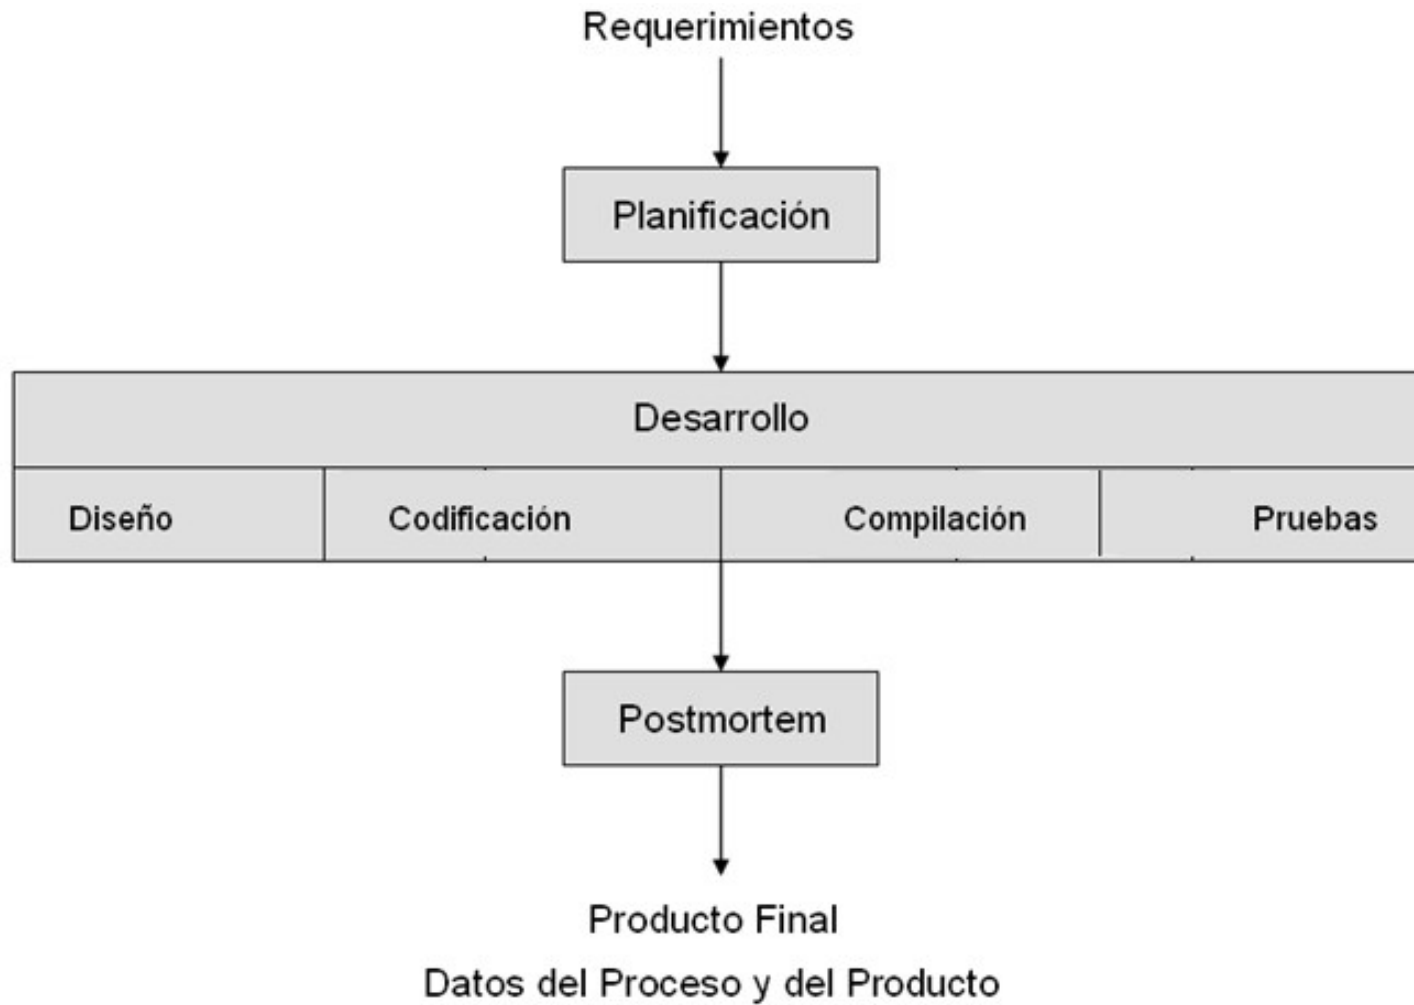 Requerimientos
Planificación
Desarrollo
Diseño Codificación Compilación Pruebas
Postmortem
Producto Final
Datos del Proceso y del Producto